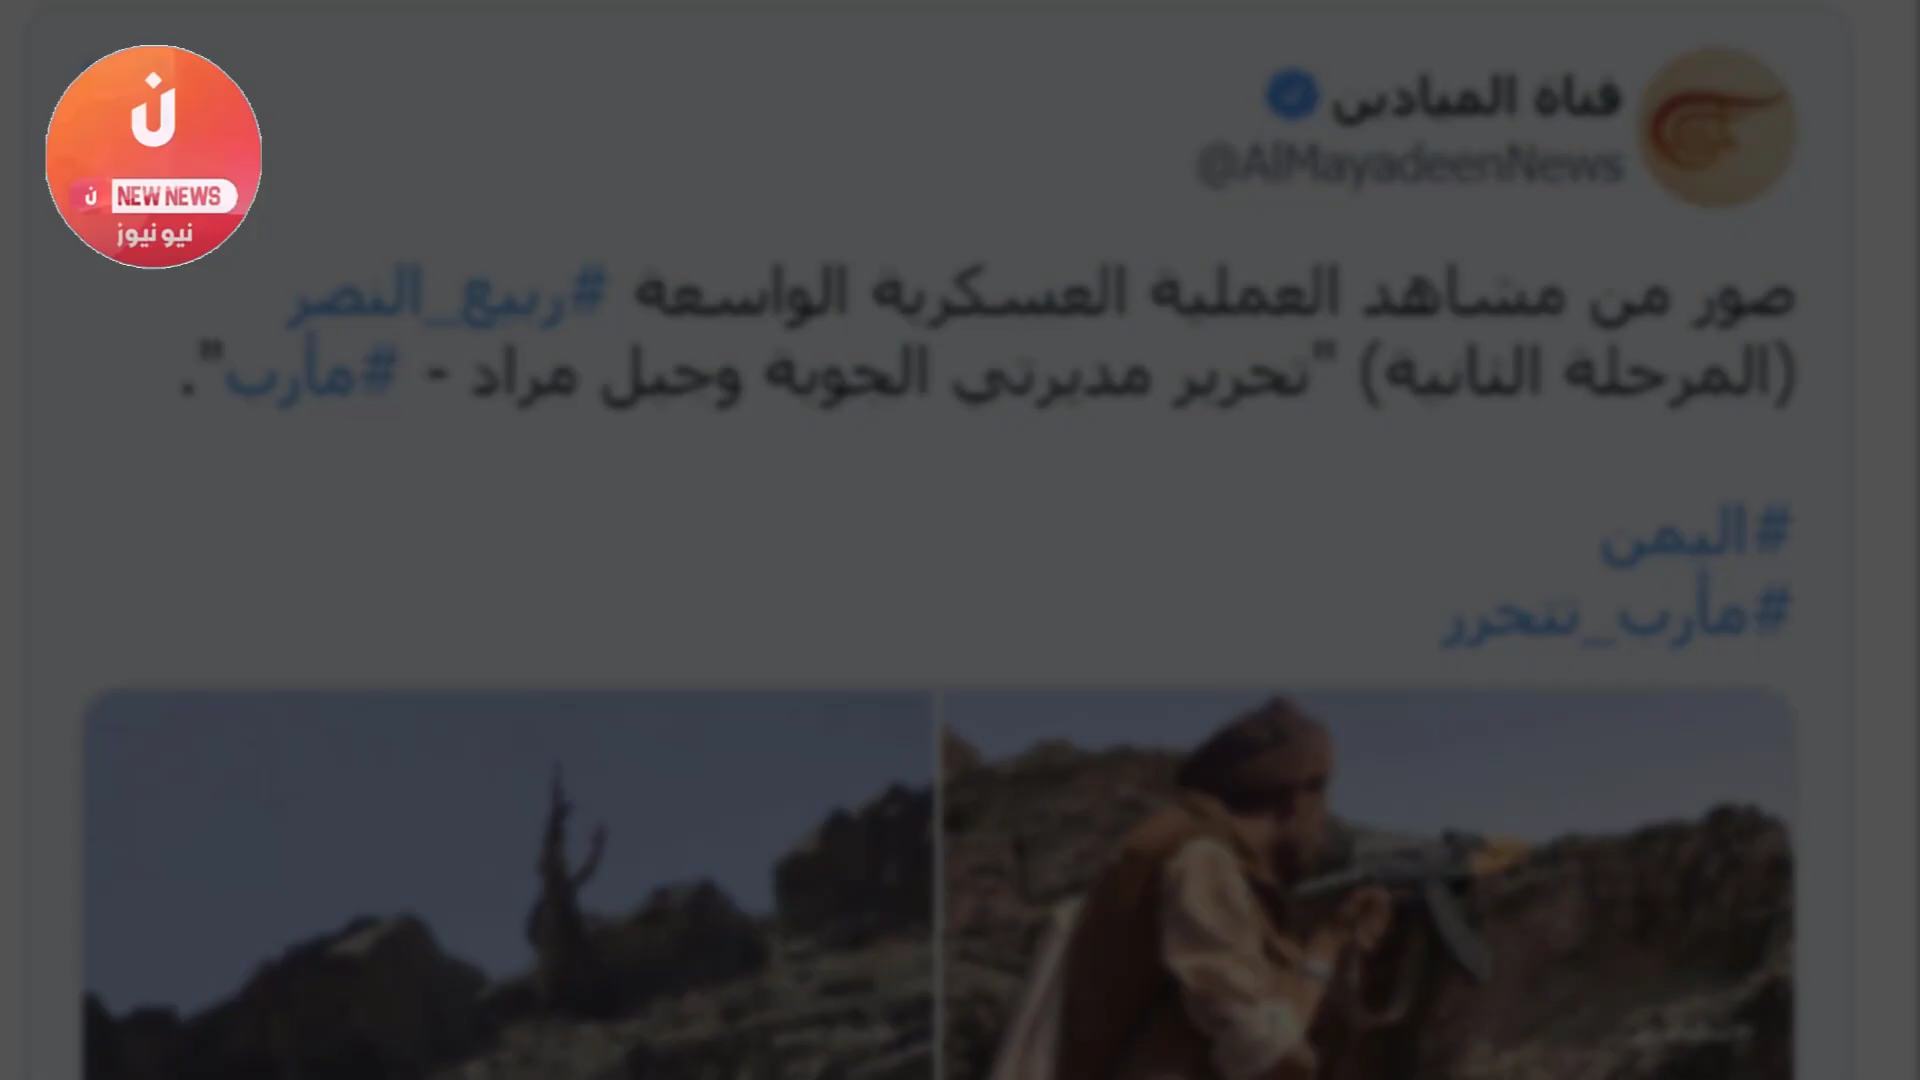 ن
ن NEW NEWS
نيو نيوز
قناة الميادين
@AlMayadeenNews
صور من مشاهد العملية العسكرية الواسعة #ربيع_النصر
(المرحلة الثانية) "تحرير مديرتي الجوبة وجبل مراد - #مأرب".
#اليمن
#مأرب_تتحرر